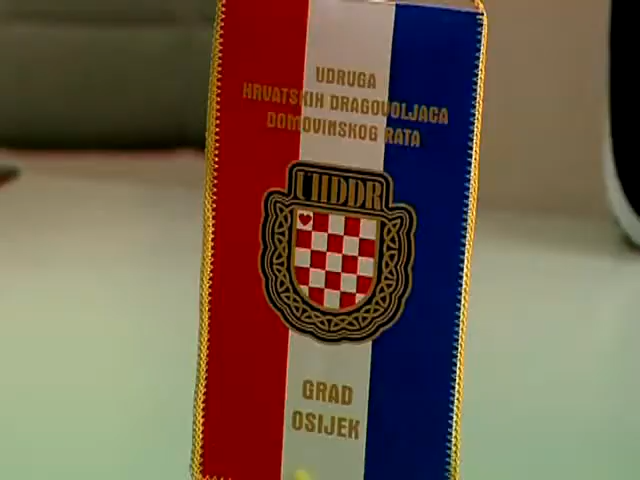 UDRUGA
HRVATSKIH DRAGOVOLJACA
DOMOVINSKOG RATA
UHDDR
GRAD
OSIJEK